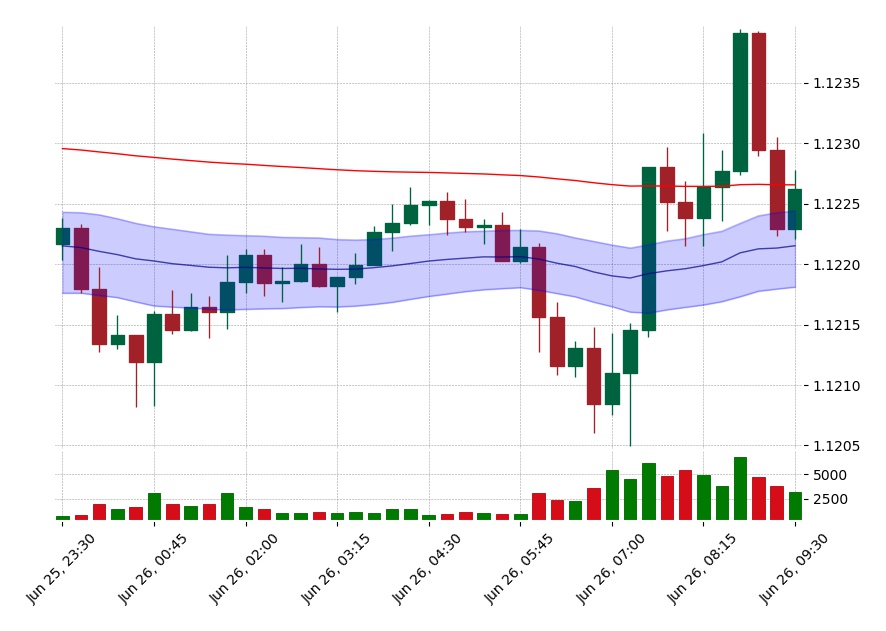 1.1235
1.1230
1.1225
1.1220
1.1215
1.1210
1.1205
5000
2500
Jun 25, 23:30
Jun 26, 00:45
Jun 26, 02:00
Jun 26, 03:15
Jun 26, 04:30
Jun 26, 05:45
Jun 26, 07:00
Jun 26, 08:15
Jun 26, 09:30